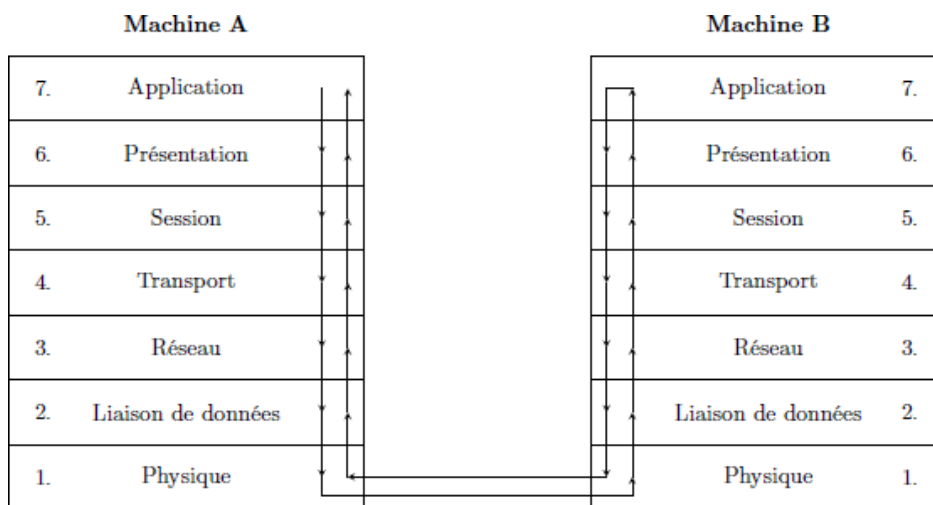 Machine A Machine B
7. Application Application 7.
6. Présentation Présentation 6.
5. Session Session 5.
4. Transport Transport 4.
3. Réseau Réseau 3.
2. Liaison de données Liaison de données 2.
1. Physique Physique 1.